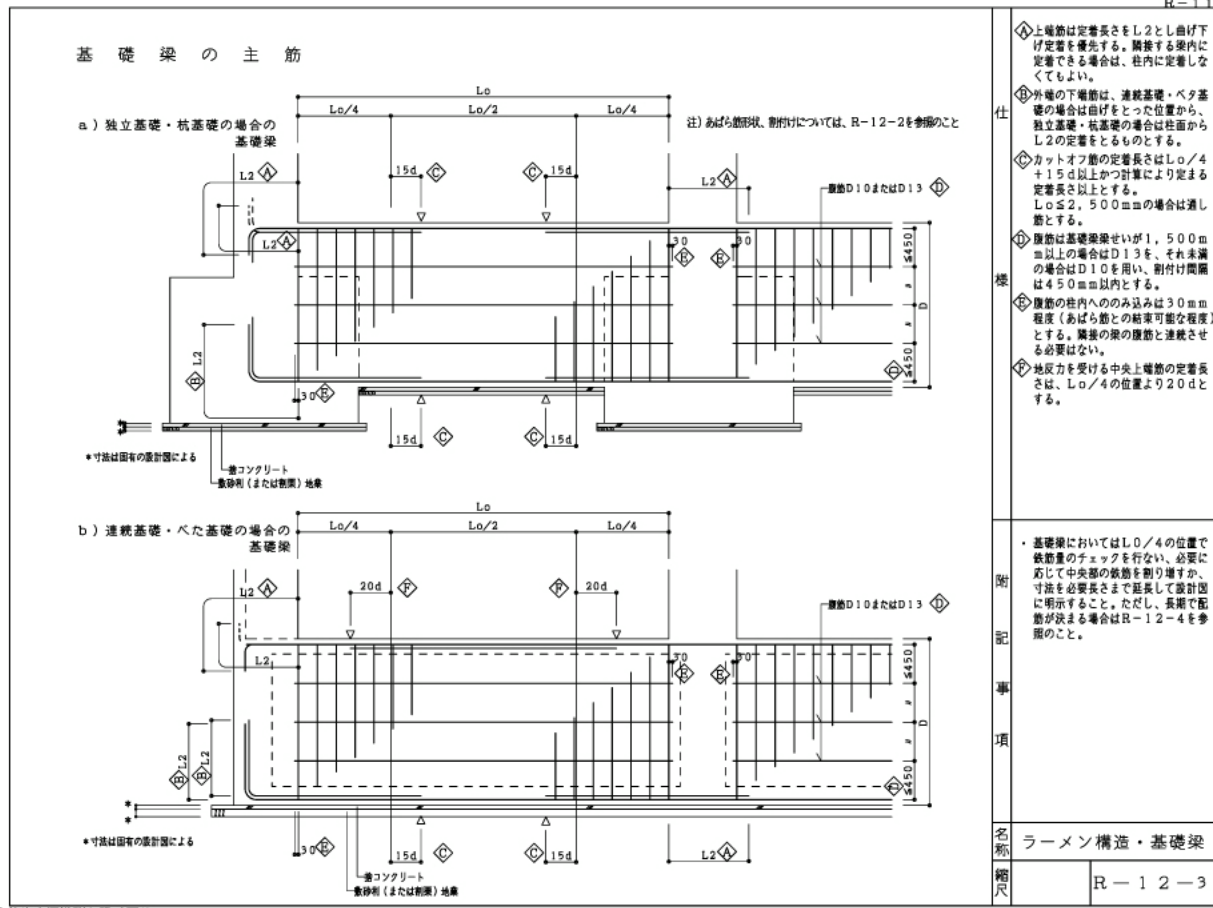 R-11
基礎梁の主筋
a)独立基礎・杭基礎の場合の
基礎梁
Lo
Lo/4 Lo/2 Lo/4
注)あばら筋形状、割付けについては、R-12-2を参照のこと
L2 A
15d C
C 15d
L2 A
腹筋D10またはD13 D
L2 A
30 30
E E
≦450
〃
〃
≦450
D
D
B L2
30 E
15d C
C 15d
*
*寸法は固有の設計図による
捨コンクリート
敷砂利(または割栗)地業
b)連続基礎・べた基礎の場合の
基礎梁
Lo
Lo/4 Lo/2 Lo/4
L2 A
20d F
F 20d
腹筋D10またはD13 D
L2
30 30
E E
≦450
〃
〃
≦450
D
D
B L2
B L2
*
*
*寸法は固有の設計図による
30 E
15d C
C 15d
L2 A
捨コンクリート
敷砂利(または割栗)地業
仕様
A 上端筋は定着長さをL2とし曲げ下
げ定着を優先する。隣接する梁内に
定着できる場合は、柱内に定着しな
くてもよい。
B 外端の下端筋は、連続基礎・ベタ基
礎の場合は曲げをとった位置から、
独立基礎・杭基礎の場合は柱面から
L2の定着をとるものとする。
C カットオフ筋の定着長さはLo/4
+15d以上かつ計算により定まる
定着長さ以上とする。
Lo≦2,500mmの場合は通し
筋とする。
D 腹筋は基礎梁梁せいが1,500m
m以上の場合はD13を、それ未満
の場合はD10を用い、割付け間隔
は450mm以内とする。
E 腹筋の柱内へののみ込みは30mm
程度(あばら筋との結束可能な程度)
とする。隣接の梁の腹筋と連続させ
る必要はない。
F 地反力を受ける中央上端筋の定着長
さは、Lo/4の位置より20dと
する。
附記事項
・基礎梁においてはL0/4の位置で
鉄筋量のチェックを行ない、必要に
応じて中央部の鉄筋を割り増すか、
寸法を必要長さまで延長して設計図
に明示すること。ただし、長期で配
筋が決まる場合はR-12-4を参
照のこと。
名称 ラーメン構造・基礎梁
縮尺 R-12-3